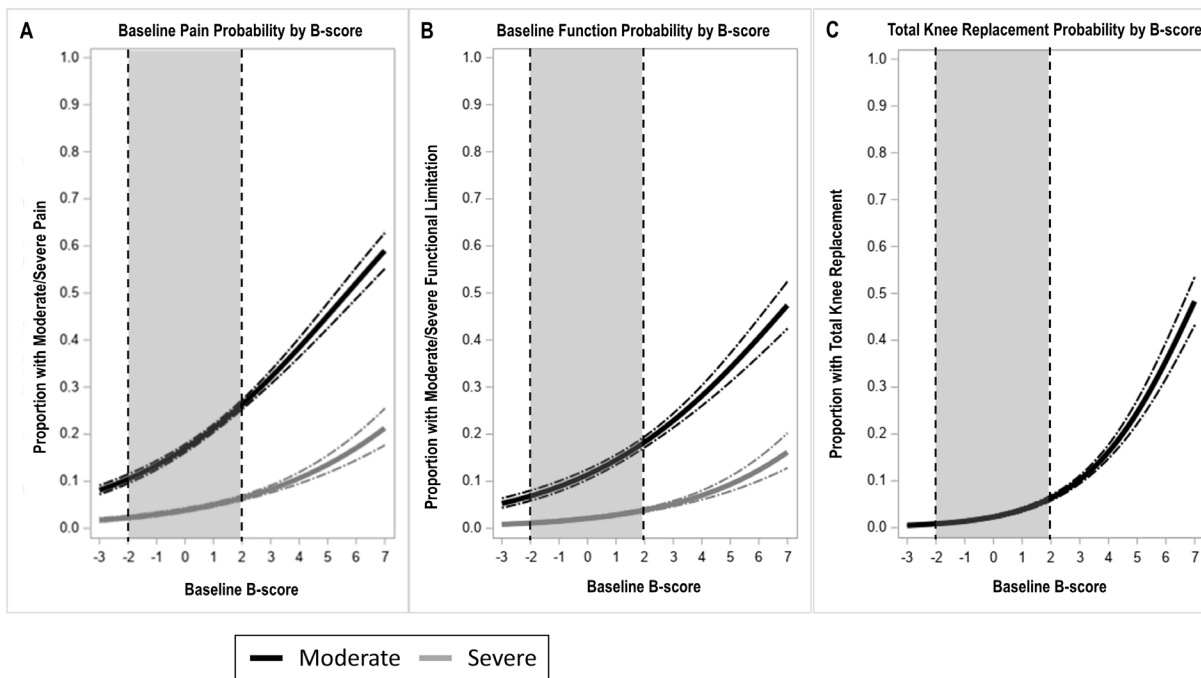 A
Baseline Pain Probability by B-score
Proportion with Moderate/Severe Pain
1.0
0.9
0.8
0.7
0.6
0.5
0.4
0.3
0.2
0.1
0.0
-3 -2 -1 0 1 2 3 4 5 6 7
Baseline B-score
B
Baseline Function Probability by B-score
Proportion with Moderate/Severe Functional Limitation
1.0
0.9
0.8
0.7
0.6
0.5
0.4
0.3
0.2
0.1
0.0
-3 -2 -1 0 1 2 3 4 5 6 7
Baseline B-score
C
Total Knee Replacement Probability by B-score
Proportion with Total Knee Replacement
1.0
0.9
0.8
0.7
0.6
0.5
0.4
0.3
0.2
0.1
0.0
-3 -2 -1 0 1 2 3 4 5 6 7
Baseline B-score
Moderate Severe